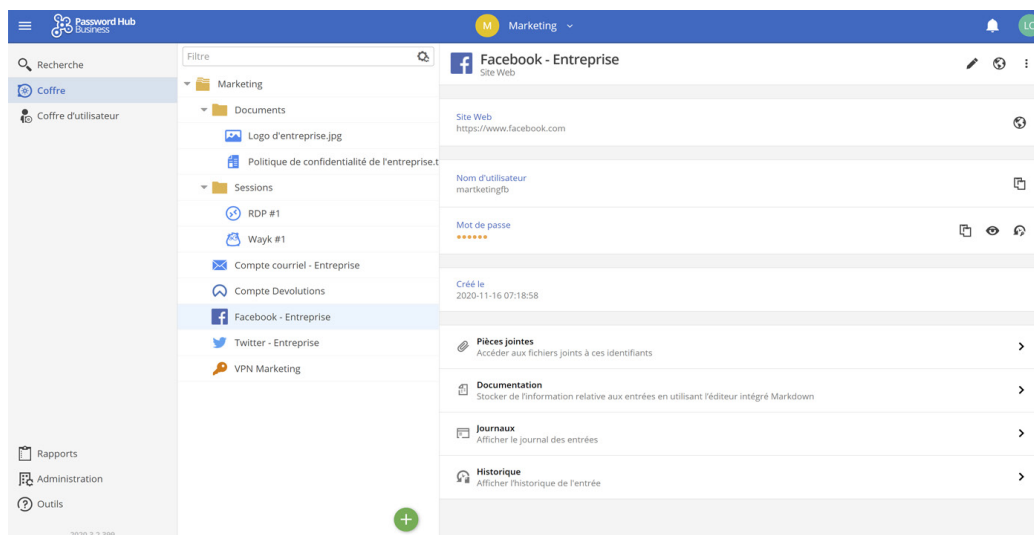 Password Hub
Business
M
Marketing
LC
Recherche
Coffre
Coffre d'utilisateur
Rapports
Administration
Outils
Filtre
Marketing
Documents
Logo d'entreprise.jpg
Politique de confidentialité de l'entreprise.t
Sessions
RDP #1
Wayk #1
Compte courriel - Entreprise
Compte Devolutions
Facebook - Entreprise
Twitter - Entreprise
VPN Marketing
Facebook - Entreprise
Site Web
Site Web
https://www.facebook.com
Nom d'utilisateur
martketingfb
Mot de passe
Créé le
2020-11-16 07:18:58
Pièces jointes
Accéder aux fichiers joints à ces identifiants
Documentation
Stocker de l'information relative aux entrées en utilisant l'éditeur intégré Markdown
Journaux
Afficher le journal des entrées
Historique
Afficher l'historique de l'entrée